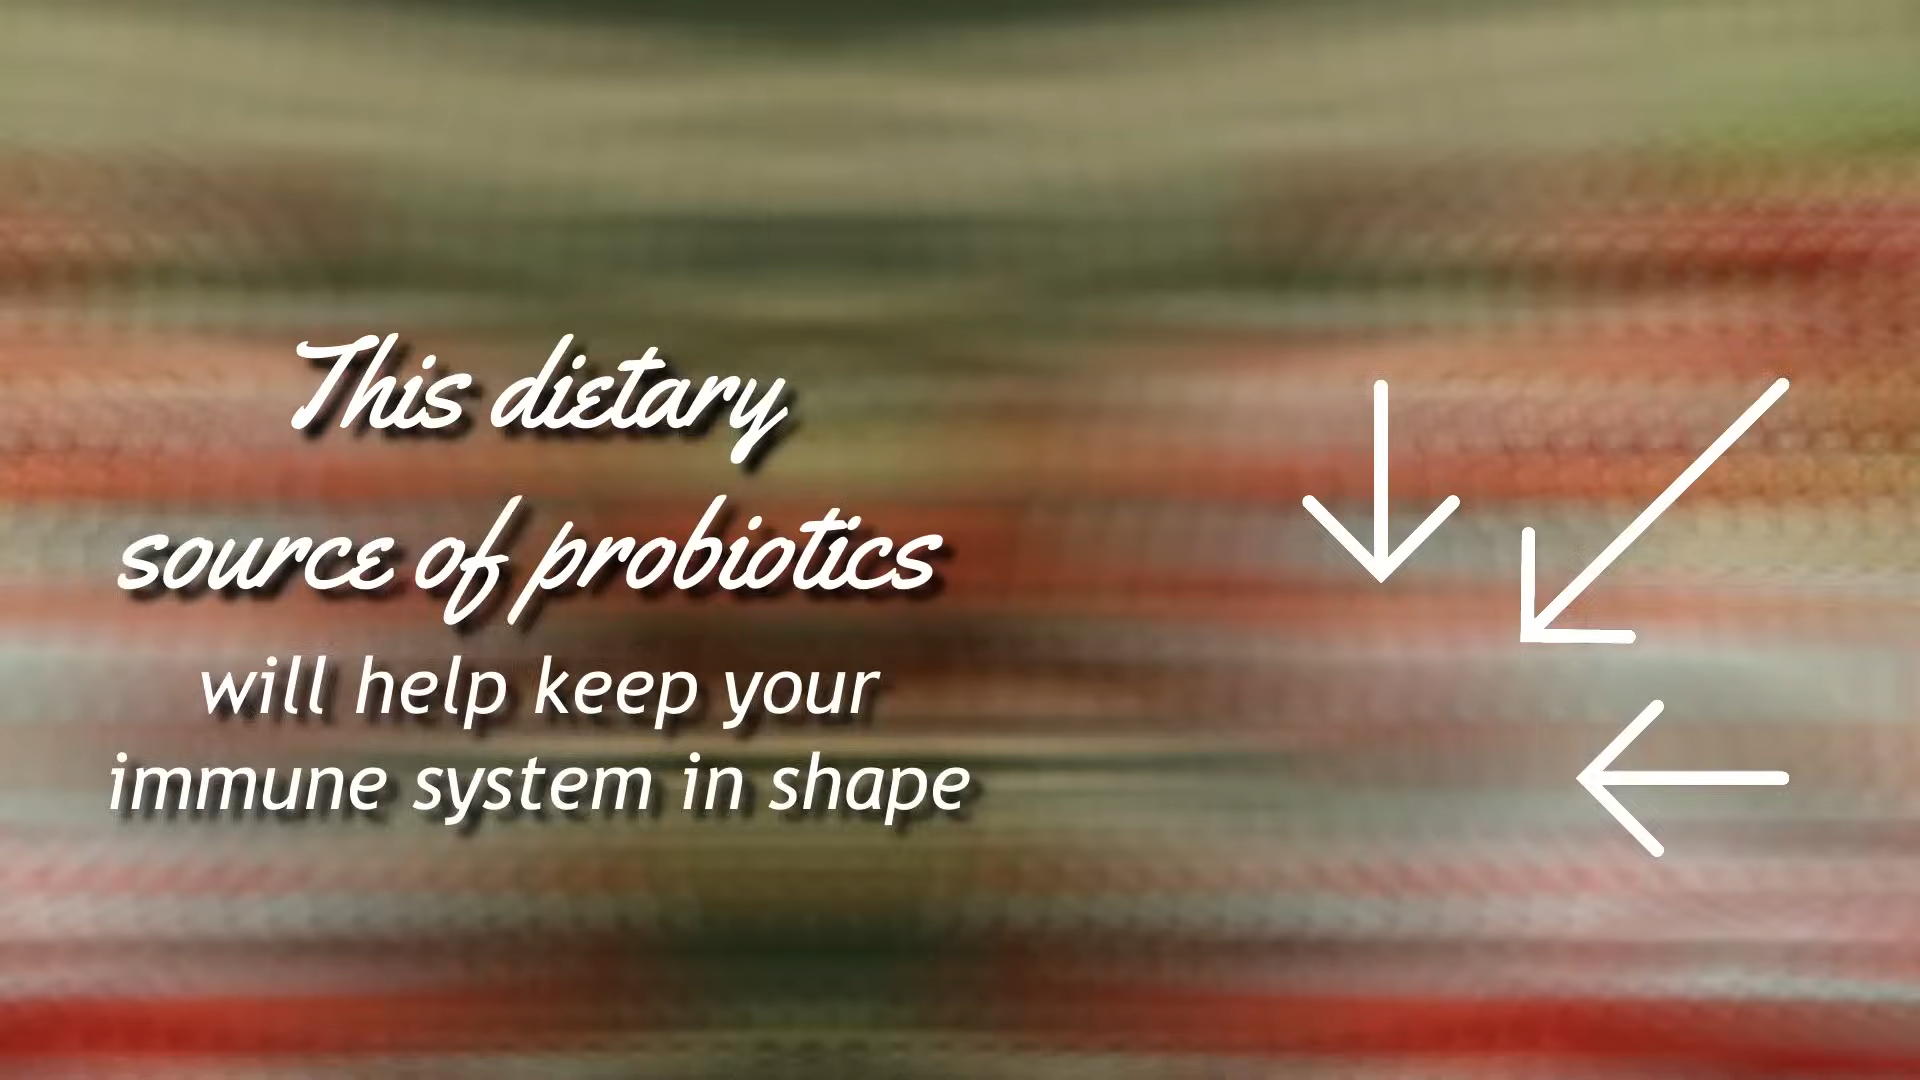 This dietary
source of probiotics
will help keep your
immune system in shape